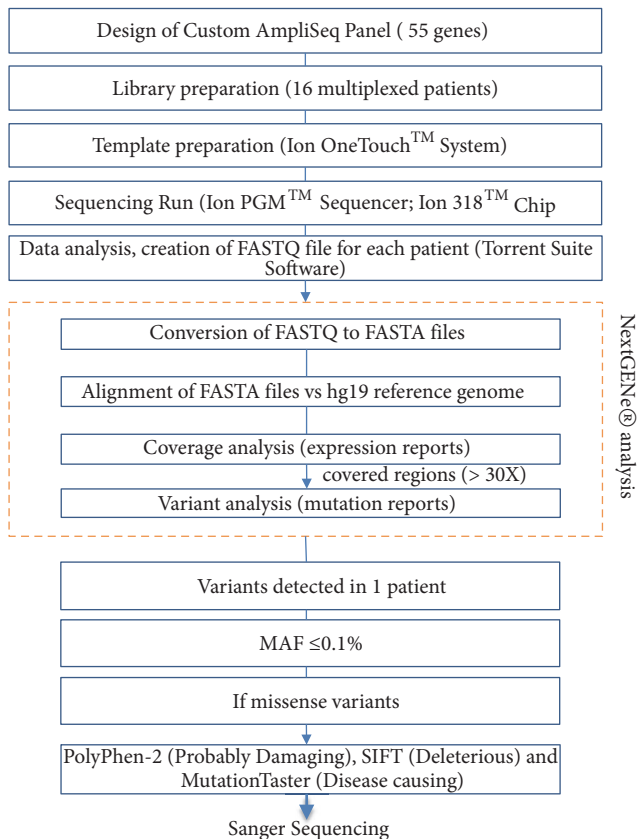 Design of Custom AmpliSeq Panel ( 55 genes)
Library preparation (16 multiplexed patients)
Template preparation (Ion OneTouch™ System)
Sequencing Run (Ion PGM™ Sequencer; Ion 318™ Chip
Data analysis, creation of FASTQ file for each patient (Torrent Suite
Software)
Conversion of FASTQ to FASTA files
Alignment of FASTA files vs hg19 reference genome
Coverage analysis (expression reports)
covered regions (> 30X)
Variant analysis (mutation reports)
NextGENe® analysis
Variants detected in 1 patient
MAF ≤0.1%
If missense variants
PolyPhen-2 (Probably Damaging), SIFT (Deleterious) and
MutationTaster (Disease causing)
Sanger Sequencing